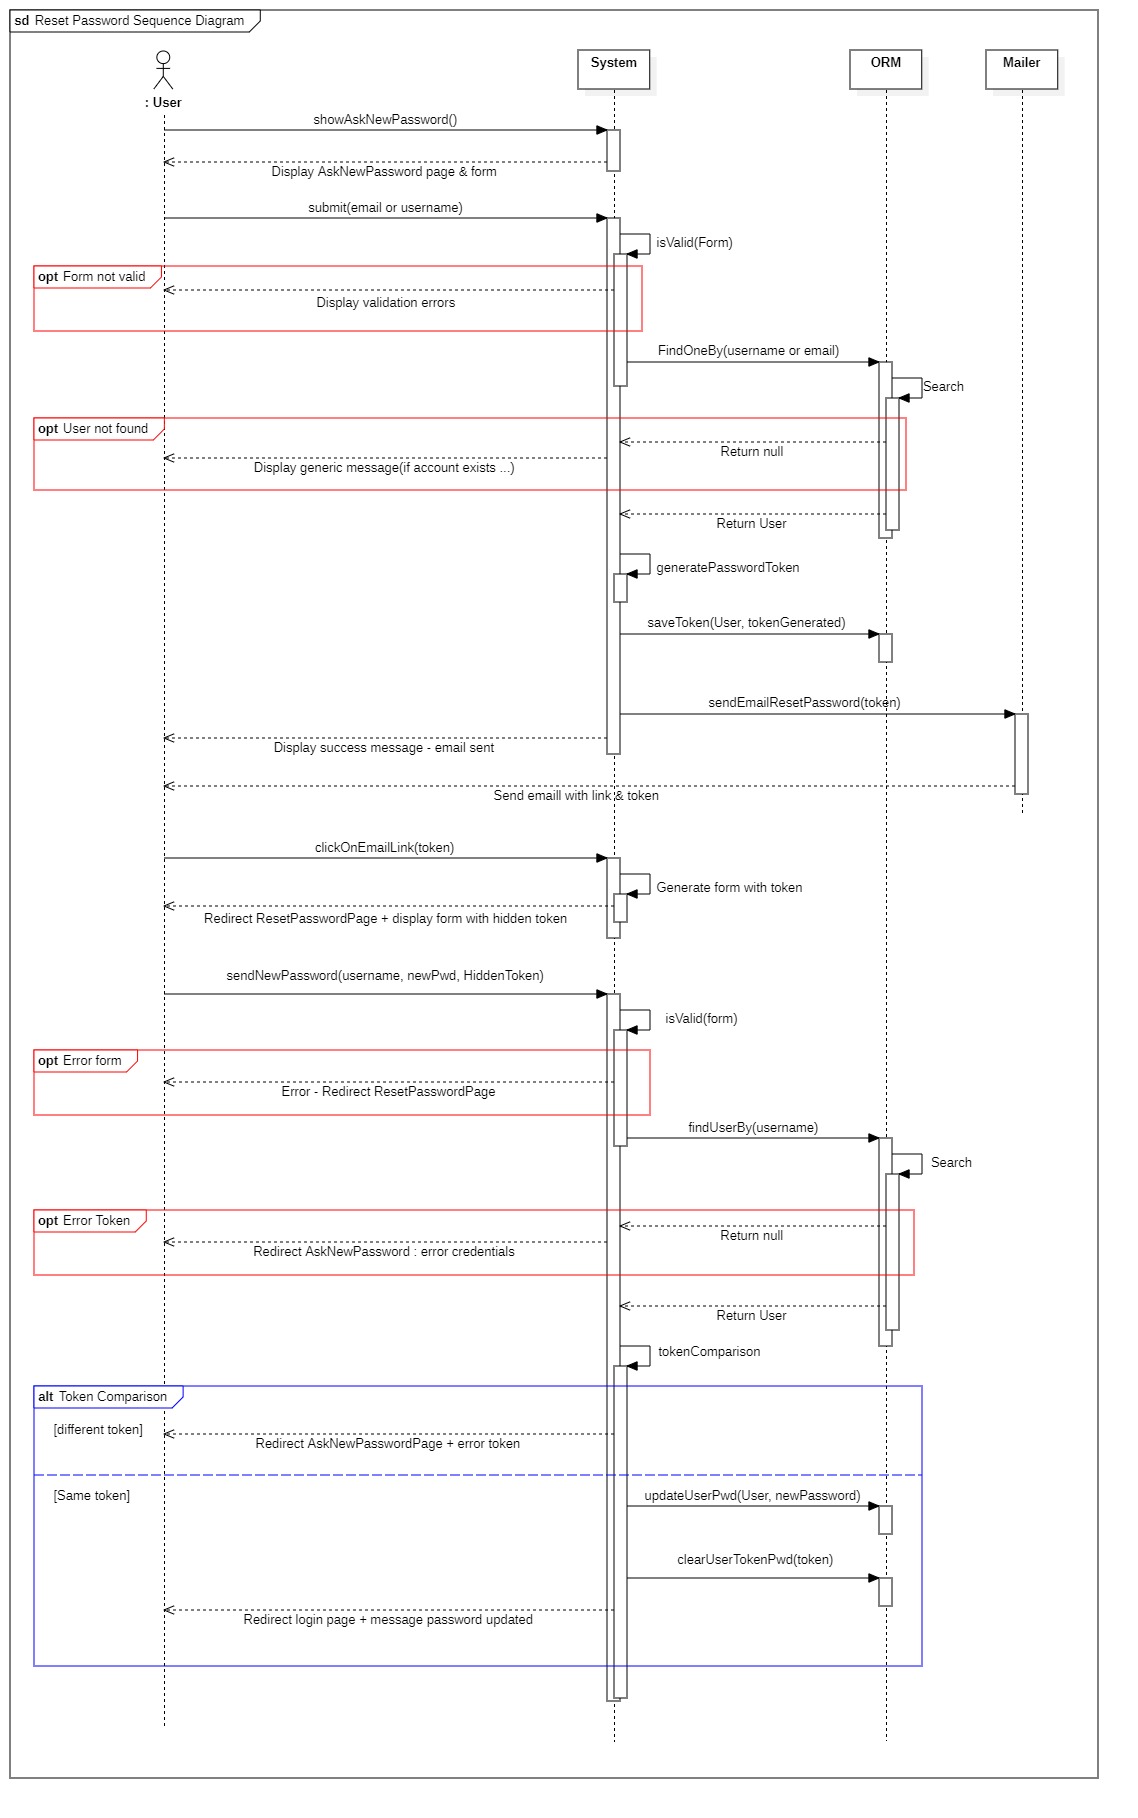 sd Reset Password Sequence Diagram
System
ORM
Mailer
: User
showAskNewPassword()
Display AskNewPassword page & form
submit(email or username)
isValid(Form)
opt Form not valid
Display validation errors
FindOneBy(username or email)
Search
opt User not found
Return null
Display generic message(if account exists ...)
Return User
generatePasswordToken
saveToken(User, tokenGenerated)
sendEmailResetPassword(token)
Display success message - email sent
Send emaill with link & token
clickOnEmailLink(token)
Generate form with token
Redirect ResetPasswordPage + display form with hidden token
sendNewPassword(username, newPwd, HiddenToken)
isValid(form)
opt Error form
Error - Redirect ResetPasswordPage
findUserBy(username)
Search
opt Error Token
Return null
Redirect AskNewPassword : error credentials
Return User
tokenComparison
alt Token Comparison
[different token]
Redirect AskNewPasswordPage + error token
[Same token]
updateUserPwd(User, newPassword)
clearUserTokenPwd(token)
Redirect login page + message password updated